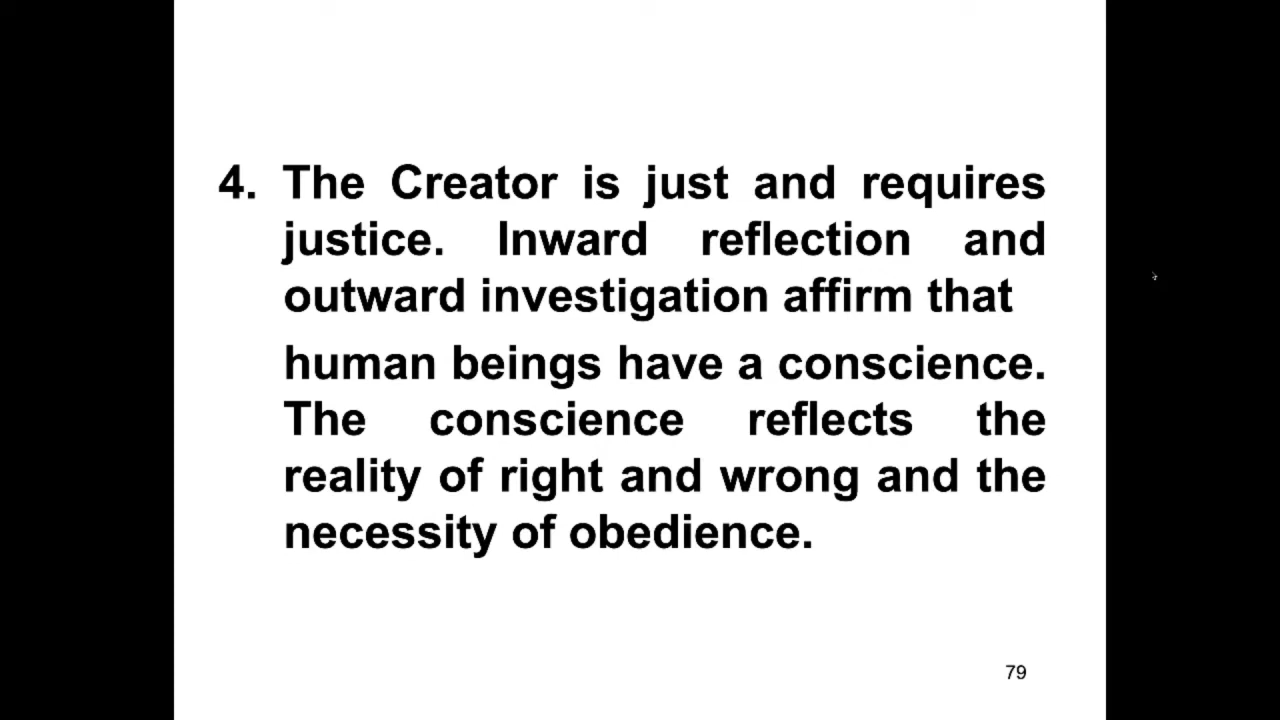 4. The Creator is just and requires
justice. Inward reflection and
outward investigation affirm that
human beings have a conscience.
The conscience reflects the
reality of right and wrong and the
necessity of obedience.
79